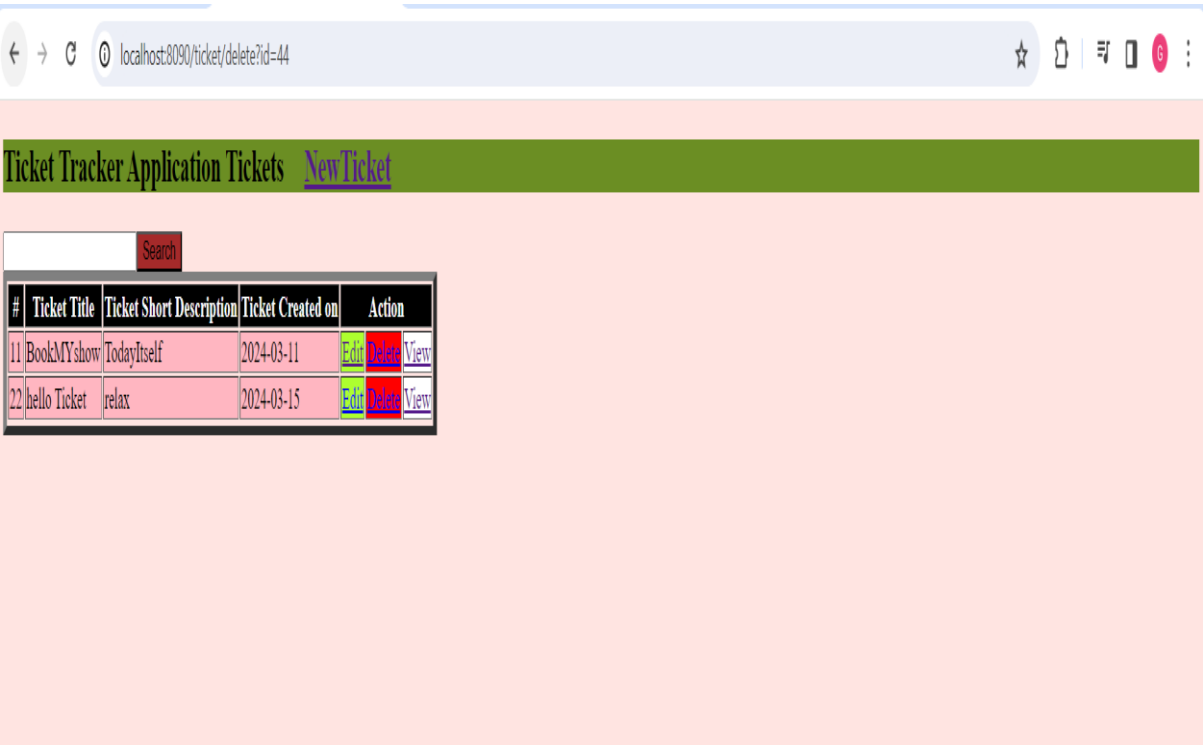 localhost:8090/ticket/delete?id=44
G
Ticket Tracker Application Tickets NewTicket
Search
# Ticket Title Ticket Short Description Ticket Created on Action
11 BookMYshow TodayItself 2024-03-11 Edit Delete View
22 hello Ticket relax 2024-03-15 Edit Delete View